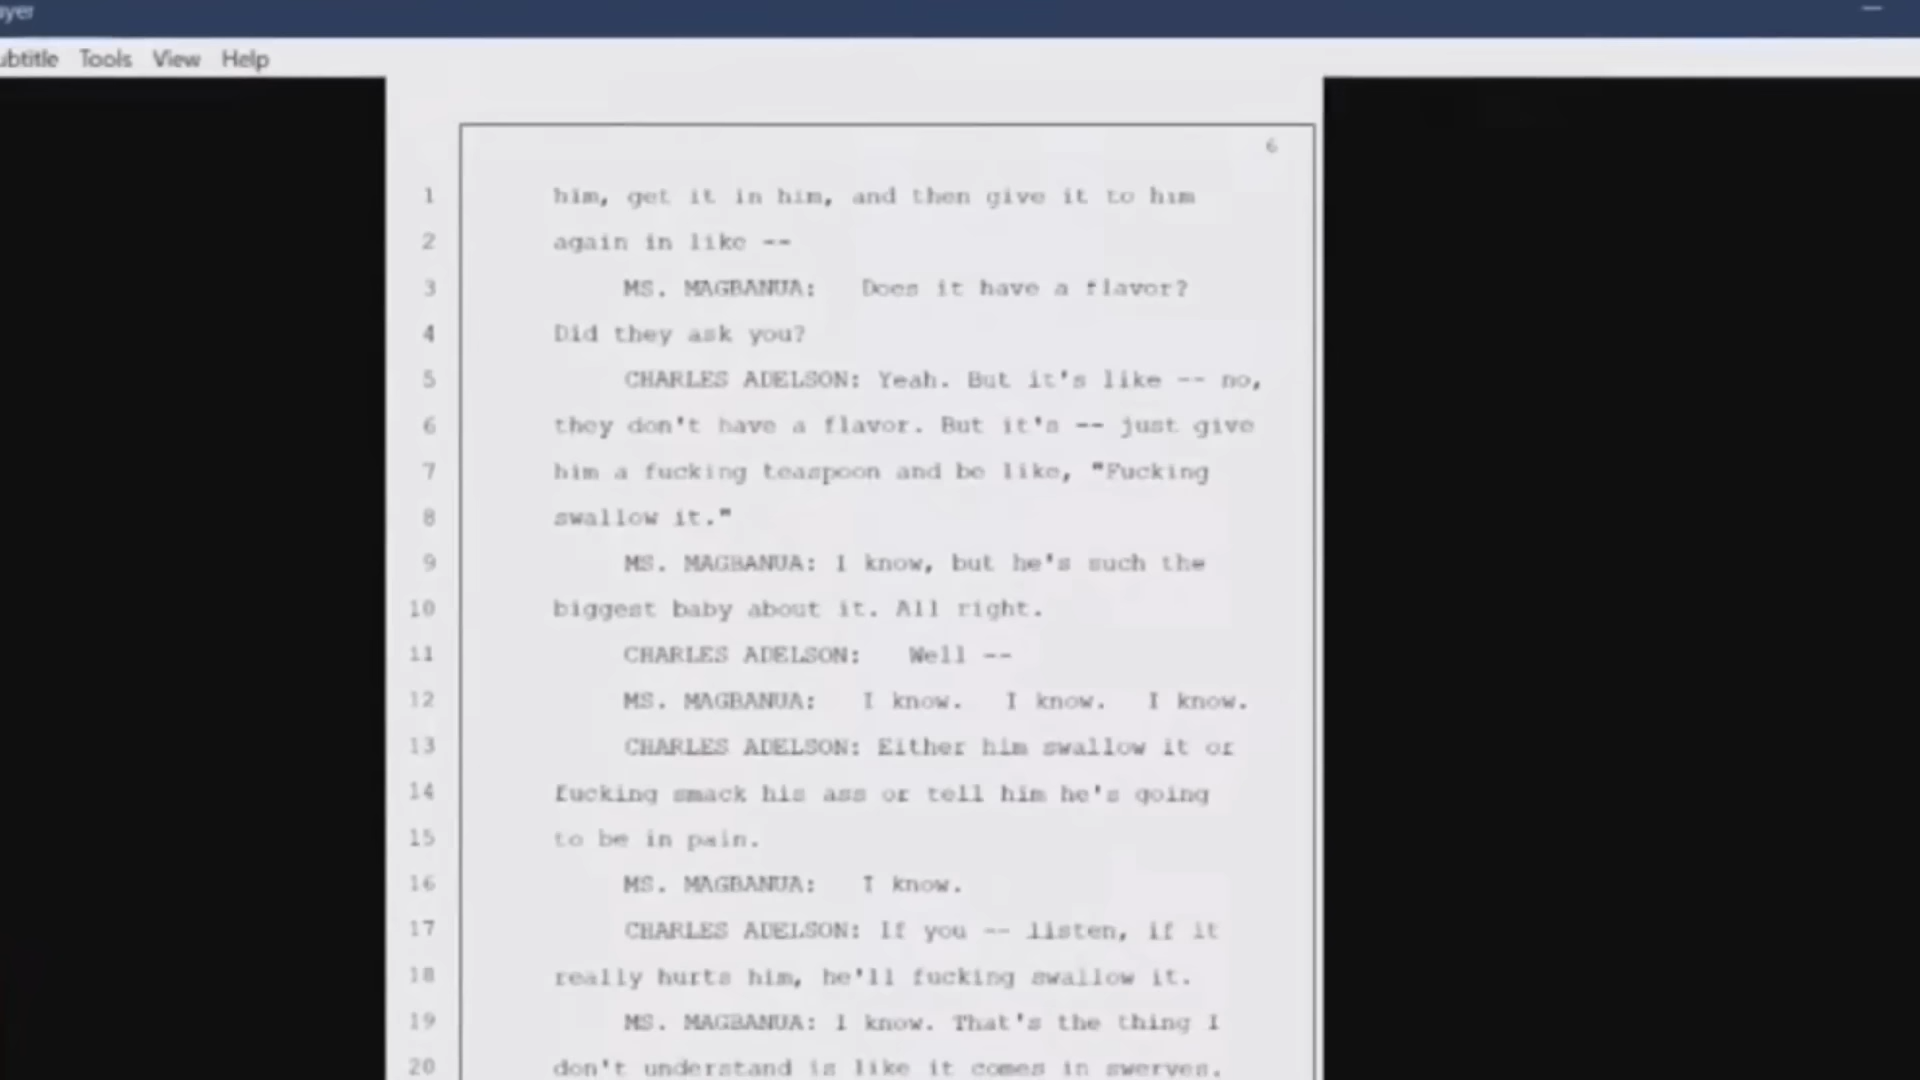 ayer
ubtitle Tools View Help
6
1 him, get it in him, and then give it to him
2 again in like --
3 MS. MAGBANUA: Does it have a flavor?
4 Did they ask you?
5 CHARLES ADELSON: Yeah. But it's like -- no,
6 they don't have a flavor. But it's -- just give
7 him a fucking teaspoon and be like, "Fucking
8 swallow it."
9 MS. MAGBANUA: I know, but he's such the
10 biggest baby about it. All right.
11 CHARLES ADELSON: Well --
12 MS. MAGBANUA: I know. I know. I know.
13 CHARLES ADELSON: Either him swallow it or
14 fucking smack his ass or tell him he's going
15 to be in pain.
16 MS. MAGBANUA: I know.
17 CHARLES ADELSON: If you -- listen, if it
18 really hurts him, he'll fucking swallow it.
19 MS. MAGBANUA: I know. That's the thing I
20 don't understand is like it comes in swerves.